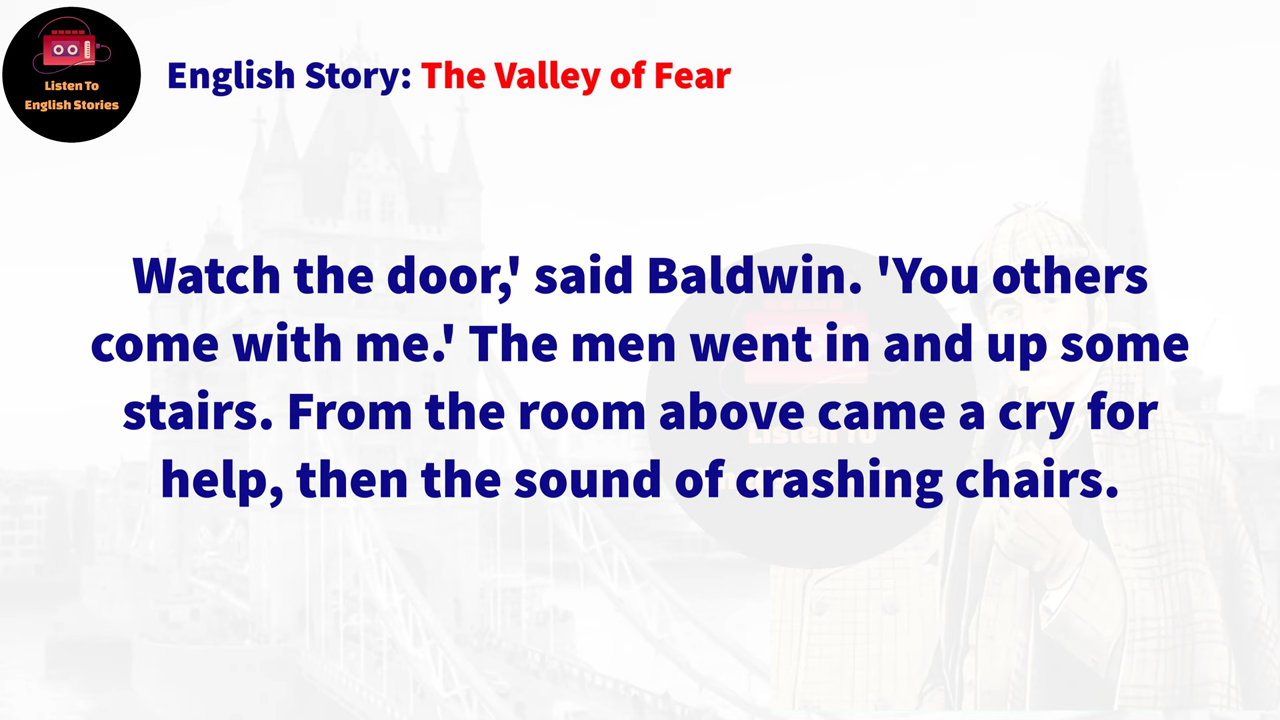 Listen To
English Stories
English Story: The Valley of Fear
Watch the door,' said Baldwin. 'You others
come with me.' The men went in and up some
stairs. From the room above came a cry for
help, then the sound of crashing chairs.
Listen To